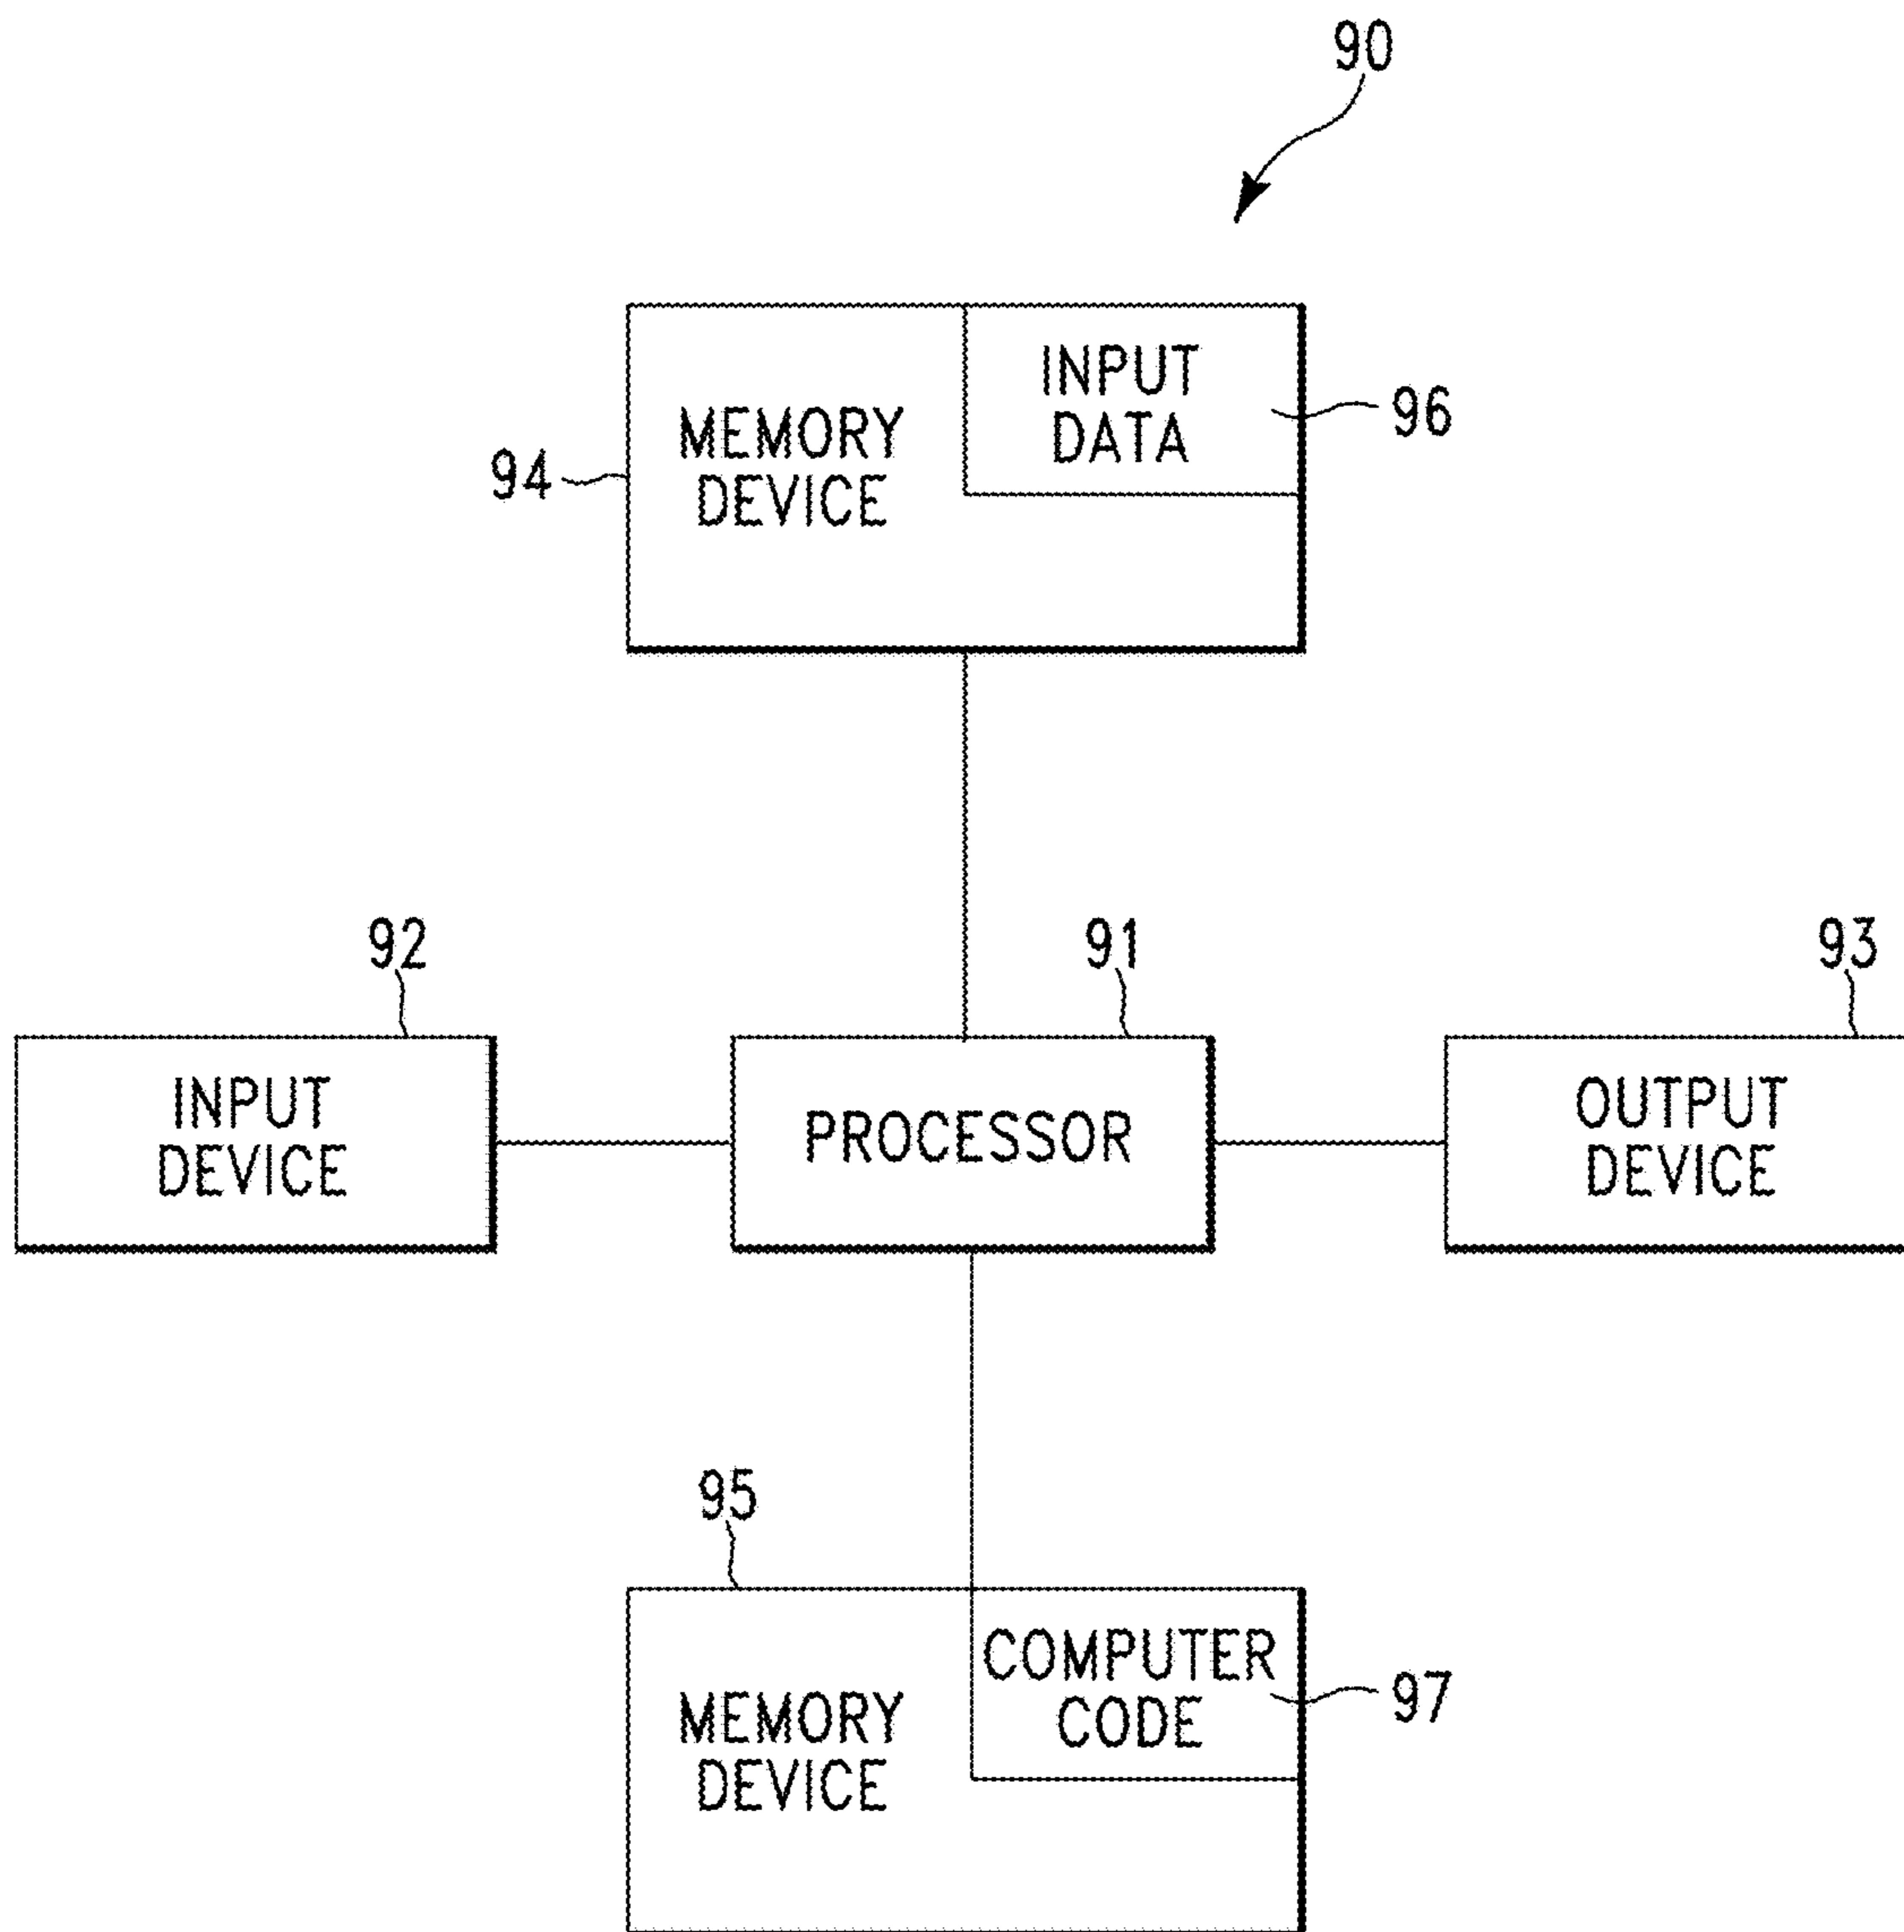 90
INPUT
DATA
96
MEMORY
DEVICE
94
92
91
93
INPUT
DEVICE
PROCESSOR
OUTPUT
DEVICE
95
COMPUTER
CODE
97
MEMORY
DEVICE